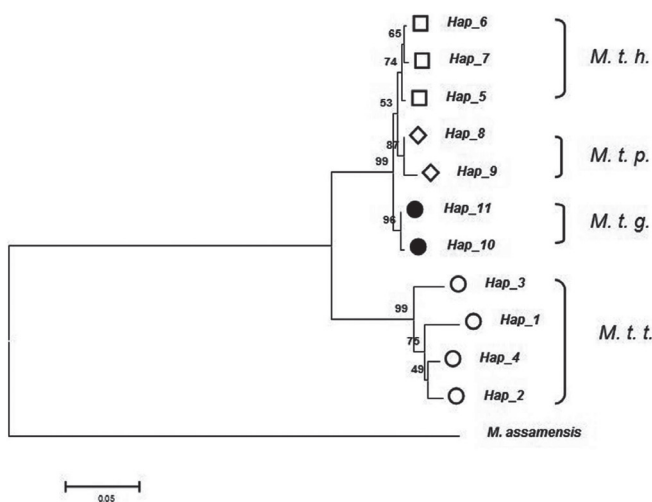 Hap_6
65
Hap_7
M. t. h.
74
Hap_5
53
Hap_8
87
M. t. p.
99
Hap_9
Hap_11
96
M. t. g.
Hap_10
Hap_3
99
Hap_1
M. t. t.
75
Hap_4
49
Hap_2
M. assamensis
0.05